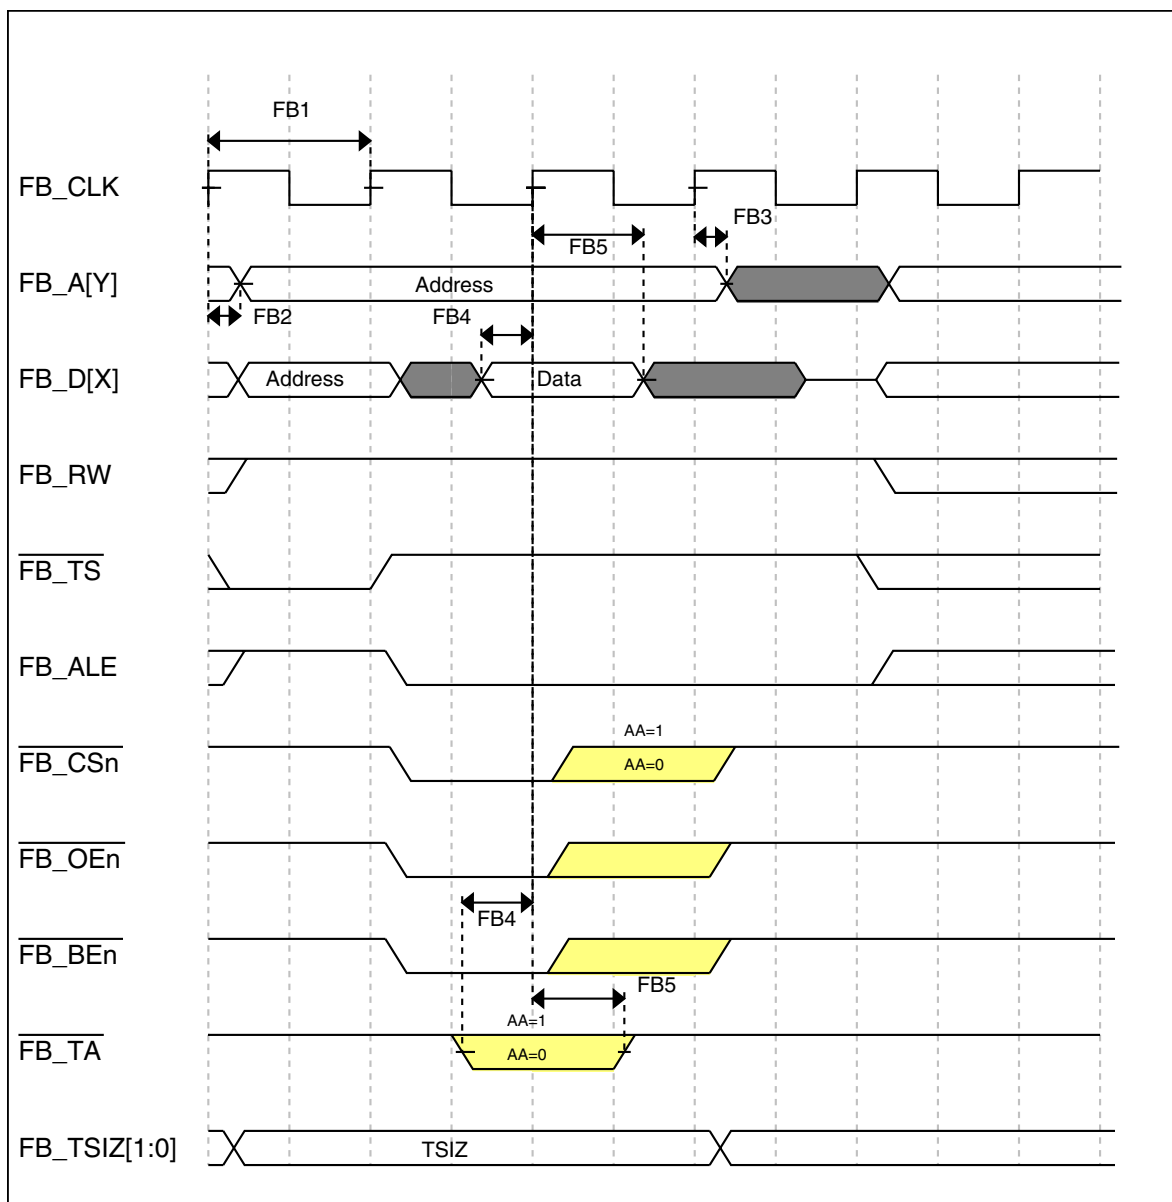 FB1
FB_CLK
FB3
FB5
FB_A[Y]
Address
FB2
FB4
FB_D[X]
Address
Data
FB_RW
FB_TS
FB_ALE
AA=1
FB_CSn
AA=0
FB_OEn
FB4
FB_BEn
FB5
AA=1
FB_TA
AA=0
FB_TSIZ[1:0]
TSIZ